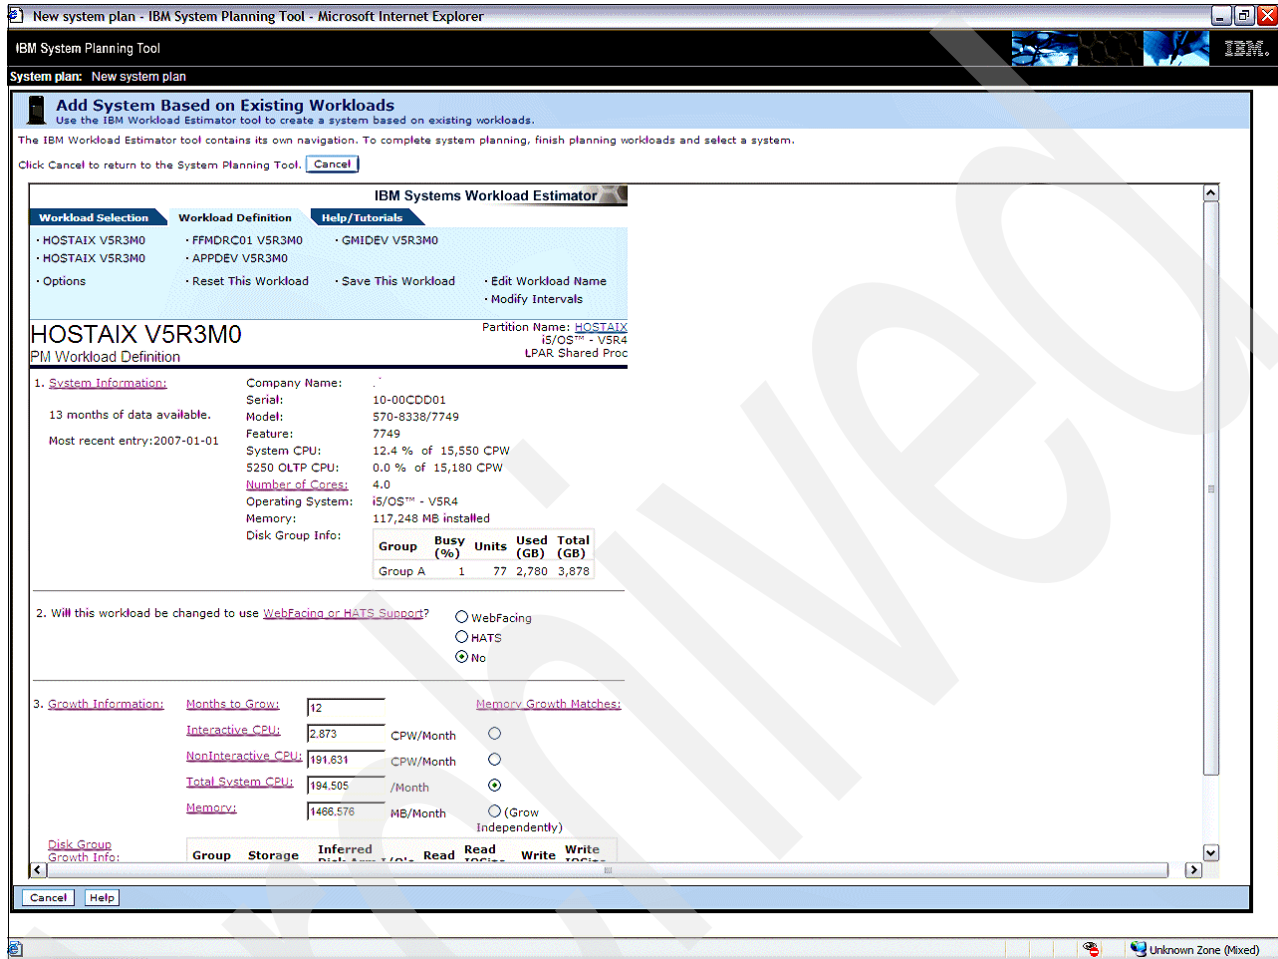 New system plan - IBM System Planning Tool - Microsoft Internet Explorer
IBM System Planning Tool
IBM.
System plan: New system plan
Add System Based on Existing Workloads
Use the IBM Workload Estimator tool to create a system based on existing workloads.
The IBM Workload Estimator tool contains its own navigation. To complete system planning, finish planning workloads and select a system.
Click Cancel to return to the System Planning Tool. Cancel
IBM Systems Workload Estimator
Workload Selection Workload Definition Help/Tutorials
· HOSTAIX V5R3M0 · FFMDRC01 V5R3M0 · GMIDEV V5R3M0
· HOSTAIX V5R3M0 · APPDEV V5R3M0
· Options · Reset This Workload · Save This Workload · Edit Workload Name
· Modify Intervals
HOSTAIX V5R3M0
PM Workload Definition
Partition Name: HOSTAIX
i5/OS™ - V5R4
LPAR Shared Proc
1. System Information:
13 months of data available.
Most recent entry:2007-01-01
Company Name:
Serial: 10-00CDD01
Model: 570-8338/7749
Feature: 7749
System CPU: 12.4 % of 15,550 CPW
5250 OLTP CPU: 0.0 % of 15,180 CPW
Number of Cores: 4.0
Operating System: i5/OS™ - V5R4
Memory: 117,248 MB installed
Disk Group Info:
Group Busy (%) Units Used (GB) Total (GB)
Group A 1 77 2,780 3,878
2. Will this workload be changed to use WebFacing or HATS Support? WebFacing
HATS
No
3. Growth Information: Months to Grow: 12 Memory Growth Matches:
Interactive CPU: 2.873 CPW/Month
NonInteractive CPU: 191.631 CPW/Month
Total System CPU: 194.505 /Month
Memory: 1466.576 MB/Month (Grow Independently)
Disk Group Growth Info:
Group Storage Inferred Disk Arm I/O's Read Read IOSize Write Write IOSize
Cancel Help
Unknown Zone (Mixed)